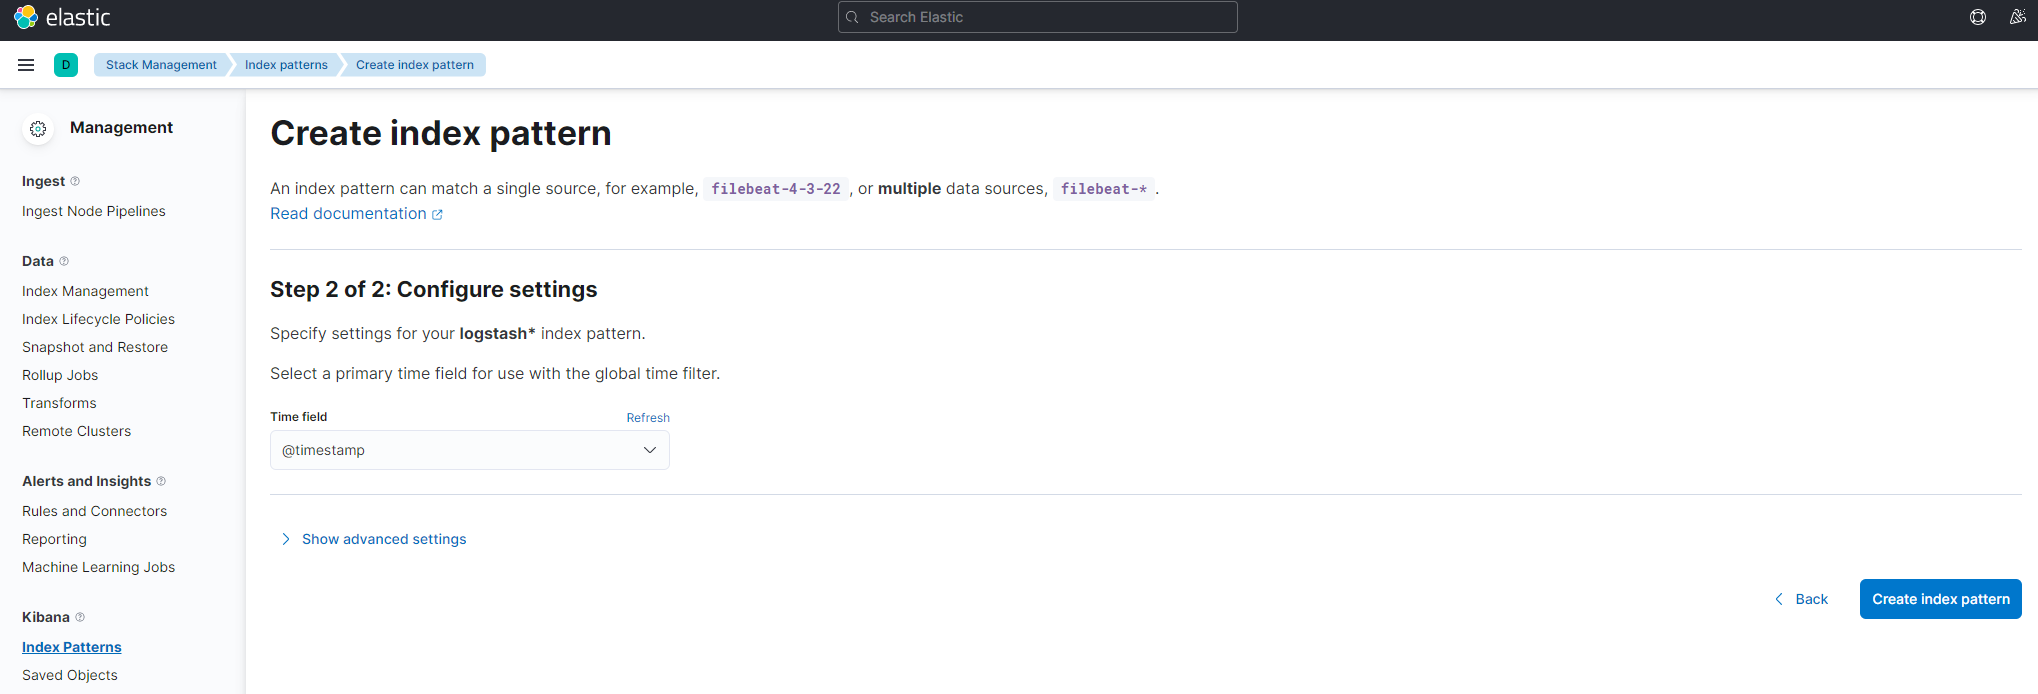 elastic
Search Elastic
D
Stack Management
Index patterns
Create index pattern
Management
Ingest
Ingest Node Pipelines
Data
Index Management
Index Lifecycle Policies
Snapshot and Restore
Rollup Jobs
Transforms
Remote Clusters
Alerts and Insights
Rules and Connectors
Reporting
Machine Learning Jobs
Kibana
Index Patterns
Saved Objects
Create index pattern
An index pattern can match a single source, for example, filebeat-4-3-22 , or multiple data sources, filebeat-* .
Read documentation
Step 2 of 2: Configure settings
Specify settings for your logstash* index pattern.
Select a primary time field for use with the global time filter.
Time field
Refresh
@timestamp
Show advanced settings
Back
Create index pattern